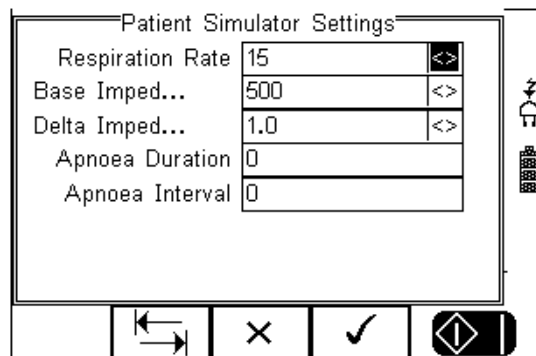 Patient Simulator Settings
Respiration Rate 15 <>
Base Imped... 500 <>
Delta Imped... 1.0 <>
Apnoea Duration 0
Apnoea Interval 0